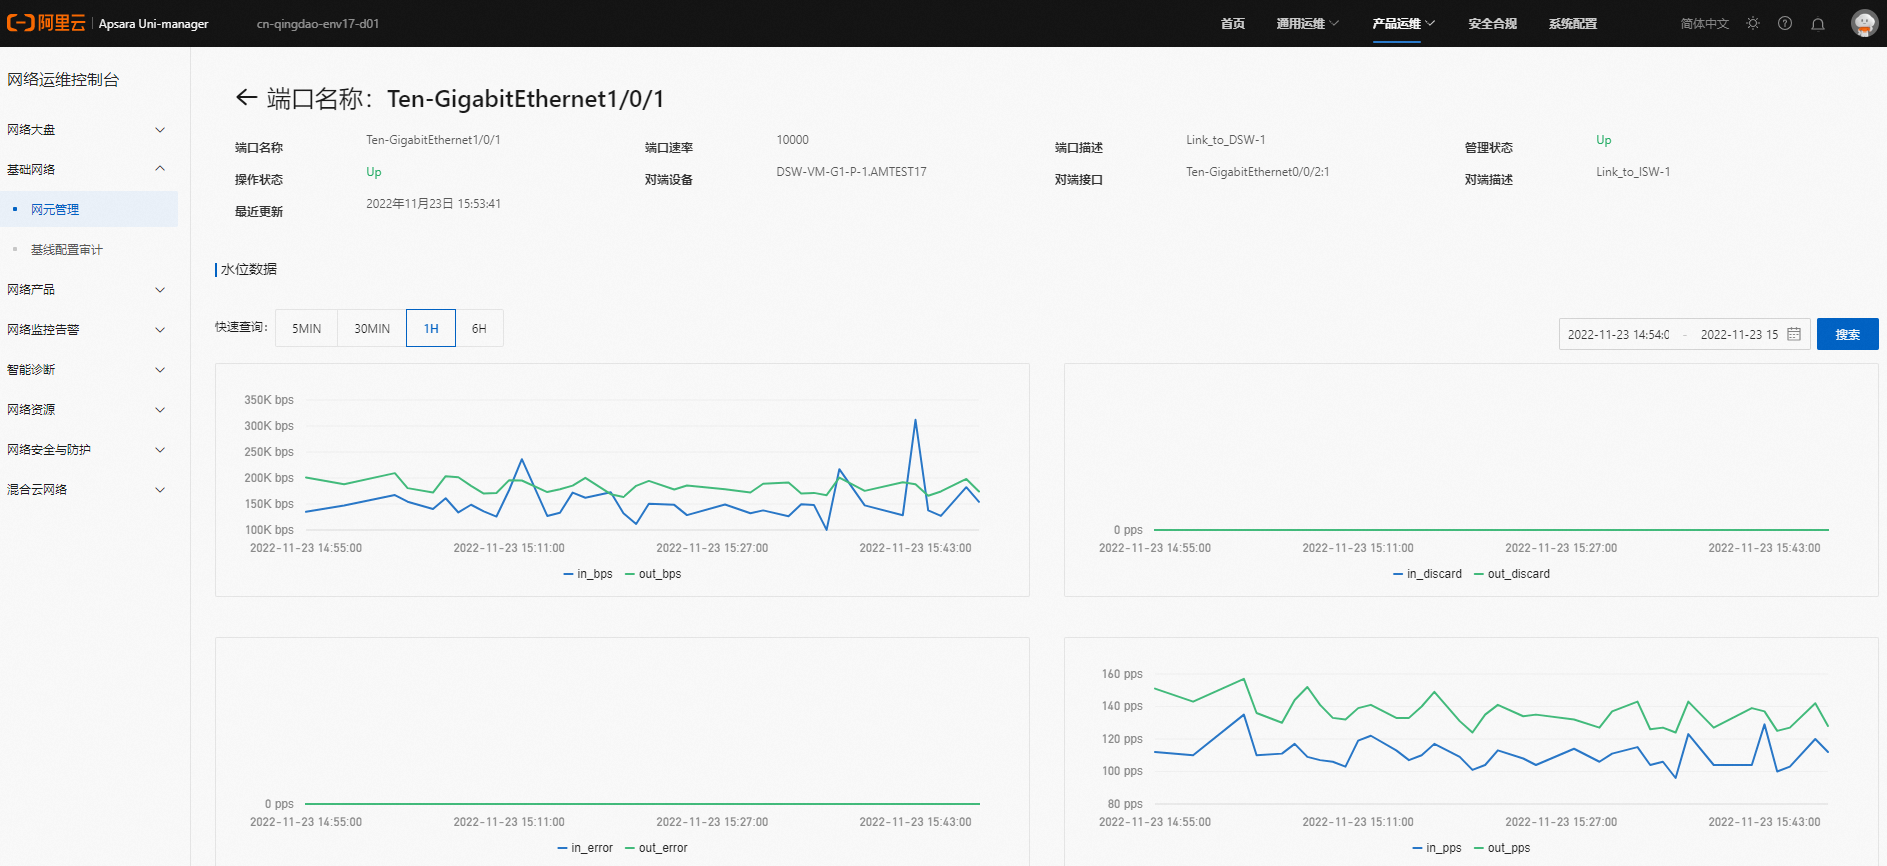 阿里云 Apsara Uni-manager cn-qingdao-env17-d01 首页 通用运维 产品运维 安全合规 系统配置 简体中文
网络运维控制台
网络大盘
基础网络
网元管理
基线配置审计
网络产品
网络监控告警
智能诊断
网络资源
网络安全与防护
混合云网络
端口名称：Ten-GigabitEthernet1/0/1
端口名称 Ten-GigabitEthernet1/0/1 端口速率 10000 端口描述 Link_to_DSW-1 管理状态 Up
操作状态 Up 对端设备 DSW-VM-G1-P-1.AMTEST17 对端接口 Ten-GigabitEthernet0/0/2:1 对端描述 Link_to_ISW-1
最近更新 2022年11月23日 15:53:41
水位数据
快速查询: 5MIN 30MIN 1H 6H 2022-11-23 14:54:0 - 2022-11-23 15 搜索
350K bps
300K bps
250K bps
200K bps
150K bps
100K bps
2022-11-23 14:55:00 2022-11-23 15:11:00 2022-11-23 15:27:00 2022-11-23 15:43:00
in_bps out_bps
0 pps
2022-11-23 14:55:00 2022-11-23 15:11:00 2022-11-23 15:27:00 2022-11-23 15:43:00
in_discard out_discard
0 pps
2022-11-23 14:55:00 2022-11-23 15:11:00 2022-11-23 15:27:00 2022-11-23 15:43:00
in_error out_error
160 pps
140 pps
120 pps
100 pps
80 pps
2022-11-23 14:55:00 2022-11-23 15:11:00 2022-11-23 15:27:00 2022-11-23 15:43:00
in_pps out_pps